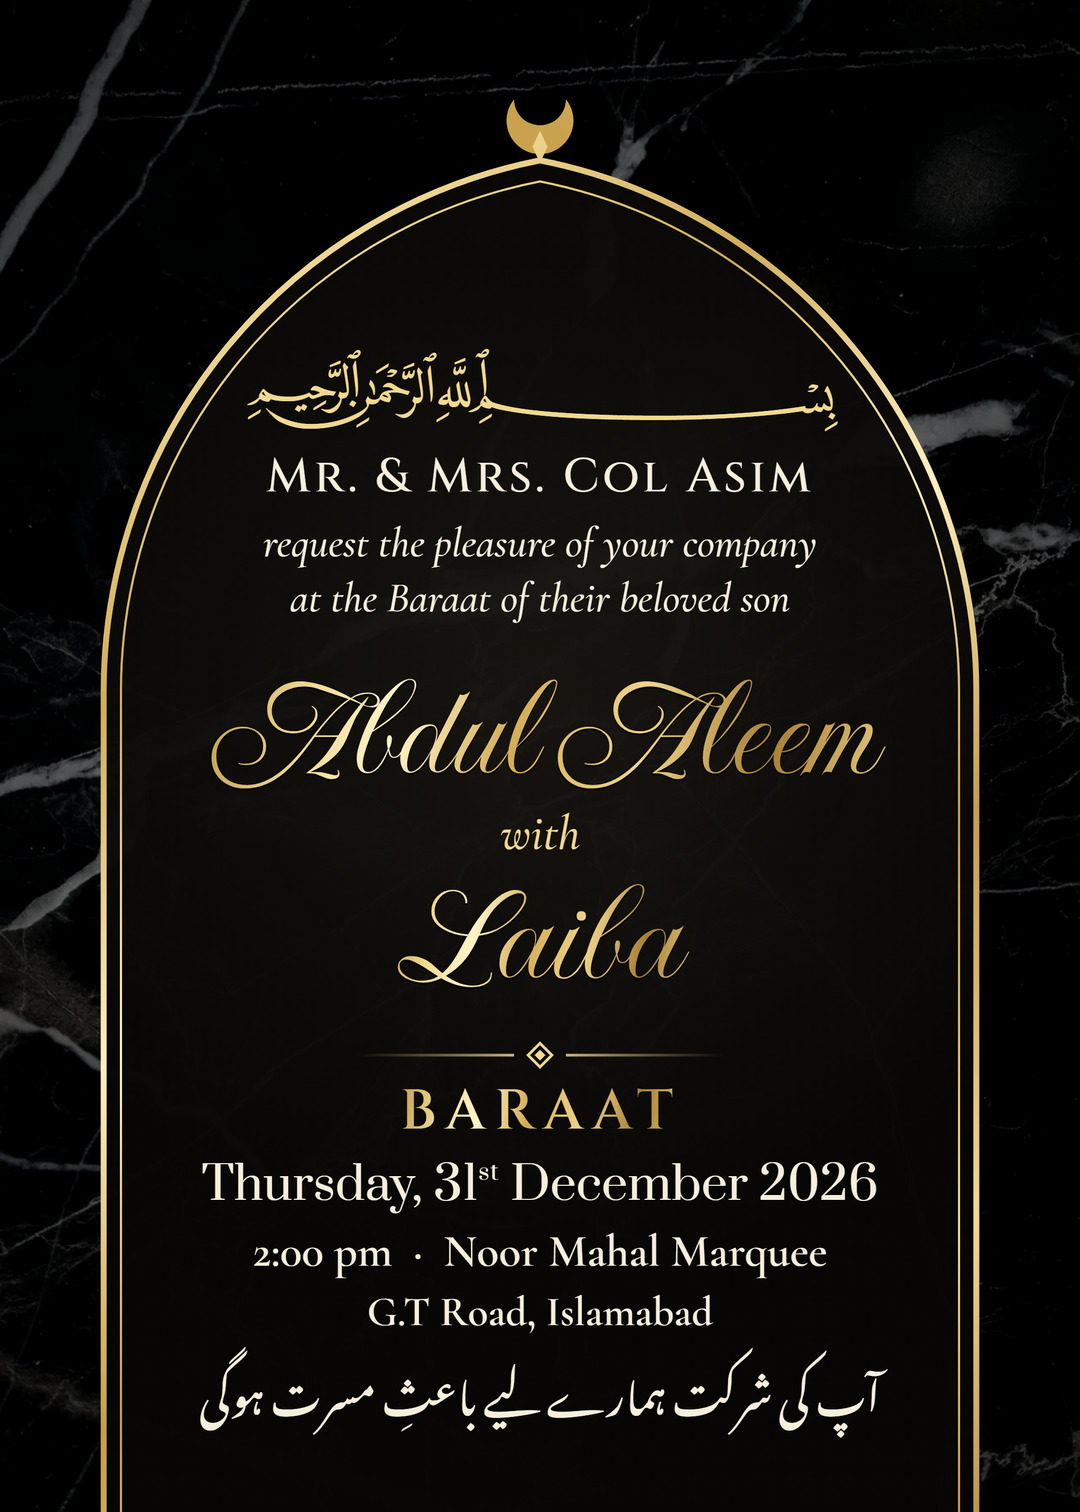 بِسْمِ ٱللَّهِ ٱلرَّحْمَٰنِ ٱلرَّحِيمِ
Mr. & Mrs. Col Asim
request the pleasure of your company
at the Baraat of their beloved son
Abdul Aleem
with
Laiba
BARAAT
Thursday, 31st December 2026
2:00 pm · Noor Mahal Marquee
G.T Road, Islamabad
آپ کی شرکت ہمارے لیے باعثِ مسرت ہوگی